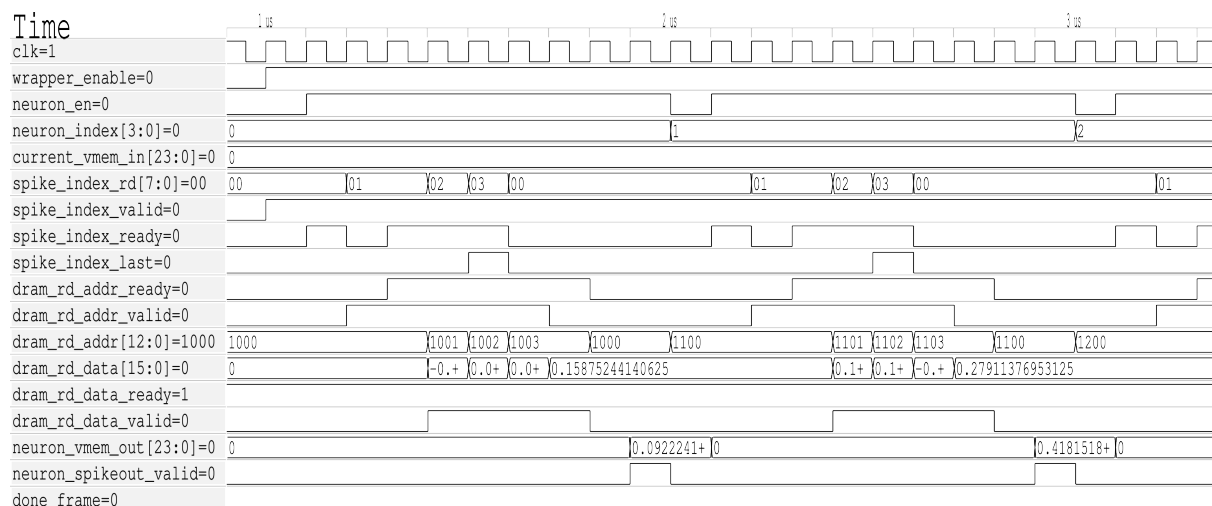 Time 1 us 2 us 3 us
clk=1
wrapper_enable=0
neuron_en=0
neuron_index[3:0]=0 0 1 2
current_vmem_in[23:0]=0 0
spike_index_rd[7:0]=00 00 01 02 03 00 01 02 03 00 01
spike_index_valid=0
spike_index_ready=0
spike_index_last=0
dram_rd_addr_ready=0
dram_rd_addr_valid=0
dram_rd_addr[12:0]=1000 1000 1001 1002 1003 1000 1100 1101 1102 1103 1100 1200
dram_rd_data[15:0]=0 0 -0.+ 0.0+ 0.0+ 0.15875244140625 0.1+ 0.1+ -0.+ 0.27911376953125
dram_rd_data_ready=1
dram_rd_data_valid=0
neuron_vmem_out[23:0]=0 0 0.0922241+ 0 0.4181518+ 0
neuron_spikeout_valid=0
done_frame=0